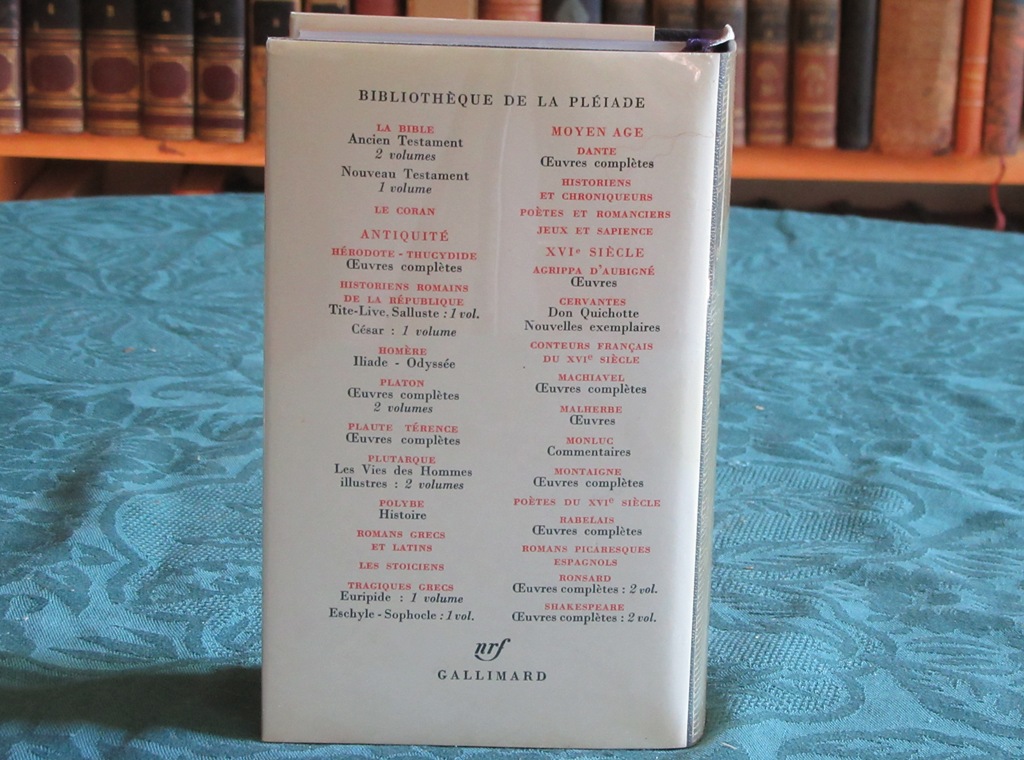 BIBLIOTHÈQUE DE LA PLÉIADE
LA BIBLE
Ancien Testament
2 volumes
Nouveau Testament
1 volume
LE CORAN
ANTIQUITÉ
HÉRODOTE - THUCYDIDE
Œuvres complètes
HISTORIENS ROMAINS
DE LA RÉPUBLIQUE
Tite-Live, Salluste : 1 vol.
César : 1 volume
HOMÈRE
Iliade - Odyssée
PLATON
Œuvres complètes
2 volumes
PLAUTE TÉRENCE
Œuvres complètes
PLUTARQUE
Les Vies des Hommes
illustres : 2 volumes
POLYBE
Histoire
ROMANS GRECS
ET LATINS
LES STOICIENS
TRAGIQUES GRECS
Euripide : 1 volume
Eschyle - Sophocle : 1 vol.
MOYEN AGE
DANTE
Œuvres complètes
HISTORIENS
ET CHRONIQUEURS
POÈTES ET ROMANCIERS
JEUX ET SAPIENCE
XVIe SIÈCLE
AGRIPPA D'AUBIGNÉ
Œuvres
CERVANTES
Don Quichotte
Nouvelles exemplaires
CONTEURS FRANÇAIS
DU XVIe SIÈCLE
MACHIAVEL
Œuvres complètes
MALHERBE
Œuvres
MONLUC
Commentaires
MONTAIGNE
Œuvres complètes
POÈTES DU XVIe SIÈCLE
RABELAIS
Œuvres complètes
ROMANS PICARESQUES
ESPAGNOLS
RONSARD
Œuvres complètes : 2 vol.
SHAKESPEARE
Œuvres complètes : 2 vol.
nrf
GALLIMARD